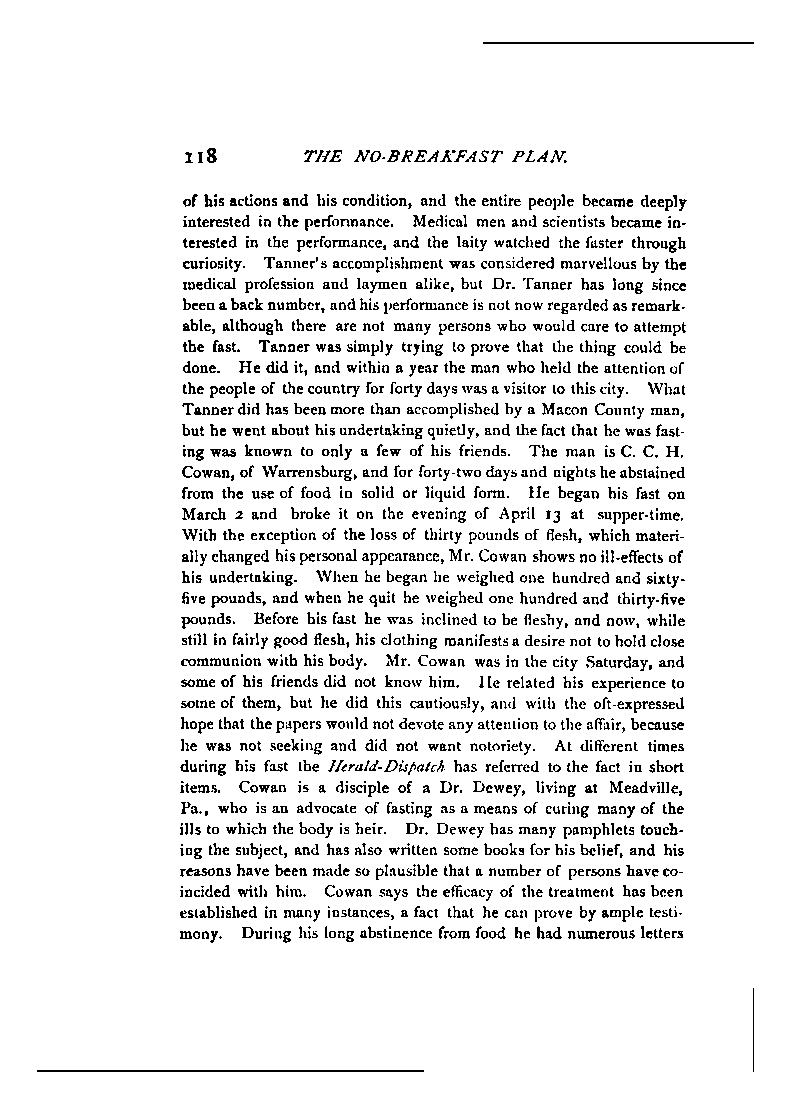 118 THE NO-BREAKFAST PLAN.
of his actions and his condition, and the entire people became deeply
interested in the performance. Medical men and scientists became in-
terested in the performance, and the laity watched the faster through
curiosity. Tanner's accomplishment was considered marvellous by the
medical profession and laymen alike, but Dr. Tanner has long since
been a back number, and his performance is not now regarded as remark-
able, although there are not many persons who would care to attempt
the fast. Tanner was simply trying to prove that the thing could be
done. He did it, and within a year the man who held the attention of
the people of the country for forty days was a visitor to this city. What
Tanner did has been more than accomplished by a Macon County man,
but he went about his undertaking quietly, and the fact that he was fast-
ing was known to only a few of his friends. The man is C. C. H.
Cowan, of Warrensburg, and for forty-two days and nights he abstained
from the use of food in solid or liquid form. He began his fast on
March 2 and broke it on the evening of April 13 at supper-time.
With the exception of the loss of thirty pounds of flesh, which materi-
ally changed his personal appearance, Mr. Cowan shows no ill-effects of
his undertaking. When he began he weighed one hundred and sixty-
five pounds, and when he quit he weighed one hundred and thirty-five
pounds. Before his fast he was inclined to be fleshy, and now, while
still in fairly good flesh, his clothing manifests a desire not to hold close
communion with his body. Mr. Cowan was in the city Saturday, and
some of his friends did not know him. He related his experience to
some of them, but he did this cautiously, and with the oft-expressed
hope that the papers would not devote any attention to the affair, because
he was not seeking and did not want notoriety. At different times
during his fast the Herald-Dispatch has referred to the fact in short
items. Cowan is a disciple of a Dr. Dewey, living at Meadville,
Pa., who is an advocate of fasting as a means of curing many of the
ills to which the body is heir. Dr. Dewey has many pamphlets touch-
ing the subject, and has also written some books for his belief, and his
reasons have been made so plausible that a number of persons have co-
incided with him. Cowan says the efficacy of the treatment has been
established in many instances, a fact that he can prove by ample testi-
mony. During his long abstinence from food he had numerous letters